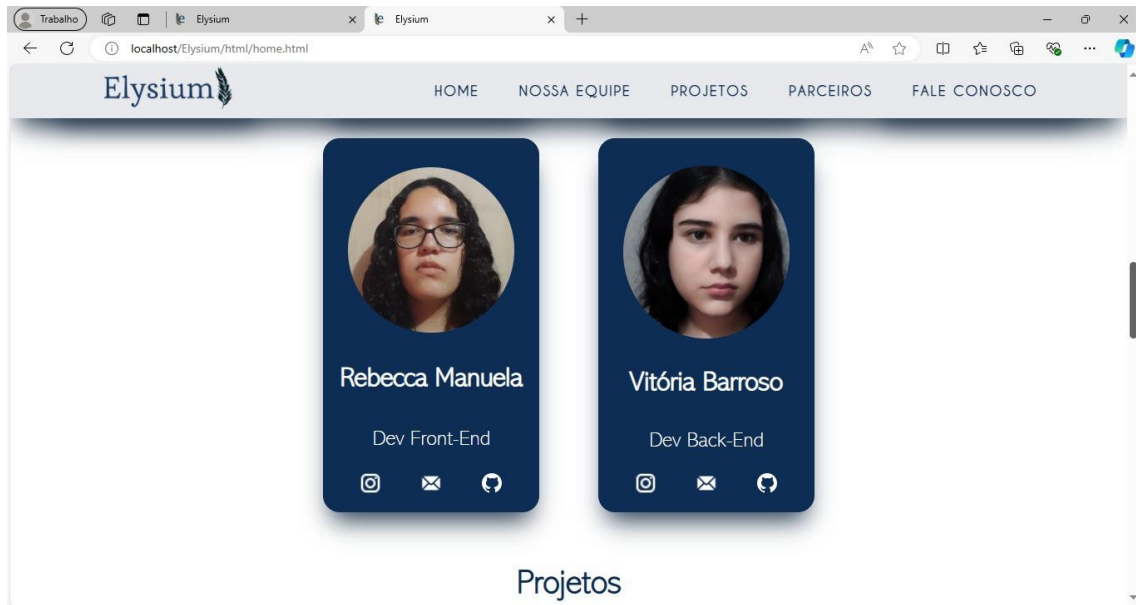 Trabalho Elysium Elysium
localhost/Elysium/html/home.html
Elysium HOME NOSSA EQUIPE PROJETOS PARCEIROS FALE CONOSCO
Rebecca Manuela
Dev Front-End
Vitória Barroso
Dev Back-End
Projetos